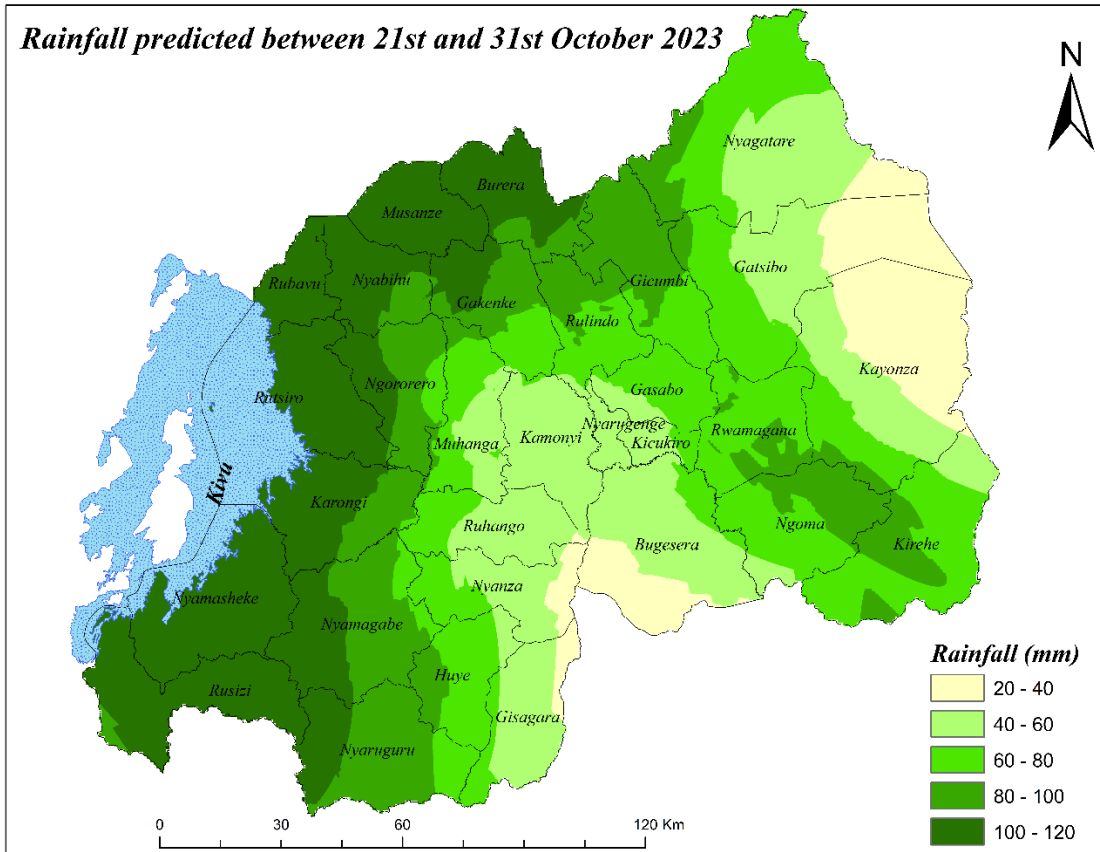 Rainfall predicted between 21st and 31st October 2023
N
Nyagatare
Burera
Musanze
Gatsibo
Rubavu
Nyabihu
Gicumbi
Gakenke
Rulindo
Kayonza
Ngororero
Gasabo
Rutsiro
Nyarugenge
Rwamagana
Muhanga
Kamonyi
Kicukiro
Kivu
Karongi
Ruhango
Ngoma
Bugesera
Kirehe
Nyanza
Nyamasheke
Nyamagabe
Huye
Rusizi
Gisagara
Nyaruguru
Rainfall (mm)
20 - 40
40 - 60
60 - 80
80 - 100
100 - 120
0 30 60 120 Km